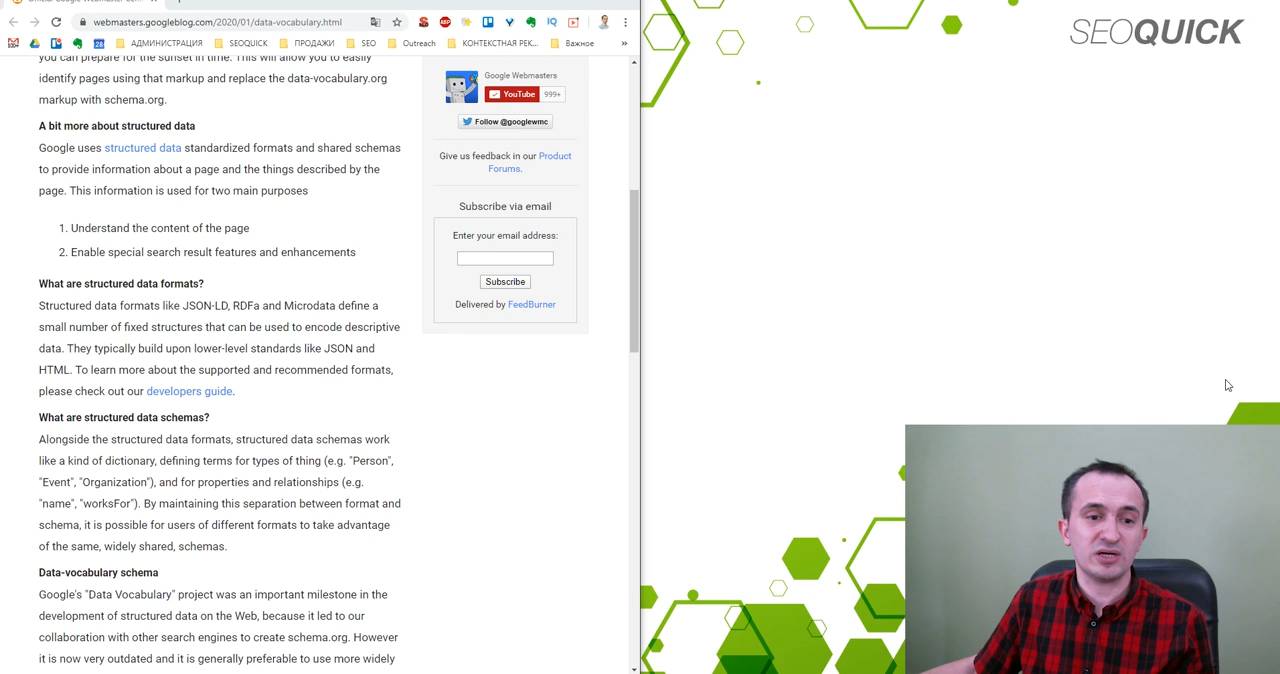 webmasters.googleblog.com/2020/01/data-vocabulary.html
АДМИНИСТРАЦИЯ
SEOQUICK
ПРОДАЖИ
SEO
Outreach
КОНТЕКСТНАЯ РЕК...
Важное
»
you can prepare for the sunset in time. This will allow you to easily
identify pages using that markup and replace the data-vocabulary.org
markup with schema.org.
A bit more about structured data
Google uses structured data standardized formats and shared schemas
to provide information about a page and the things described by the
page. This information is used for two main purposes
1. Understand the content of the page
2. Enable special search result features and enhancements
What are structured data formats?
Structured data formats like JSON-LD, RDFa and Microdata define a
small number of fixed structures that can be used to encode descriptive
data. They typically build upon lower-level standards like JSON and
HTML. To learn more about the supported and recommended formats,
please check out our developers guide.
What are structured data schemas?
Alongside the structured data formats, structured data schemas work
like a kind of dictionary, defining terms for types of thing (e.g. "Person",
"Event", "Organization"), and for properties and relationships (e.g.
"name", "worksFor"). By maintaining this separation between format and
schema, it is possible for users of different formats to take advantage
of the same, widely shared, schemas.
Data-vocabulary schema
Google's "Data Vocabulary" project was an important milestone in the
development of structured data on the Web, because it led to our
collaboration with other search engines to create schema.org. However
it is now very outdated and it is generally preferable to use more widely
Google Webmasters
YouTube 999+
Follow @googlewmc
Give us feedback in our Product
Forums.
Subscribe via email
Enter your email address:
Subscribe
Delivered by FeedBurner
SEOQUICK